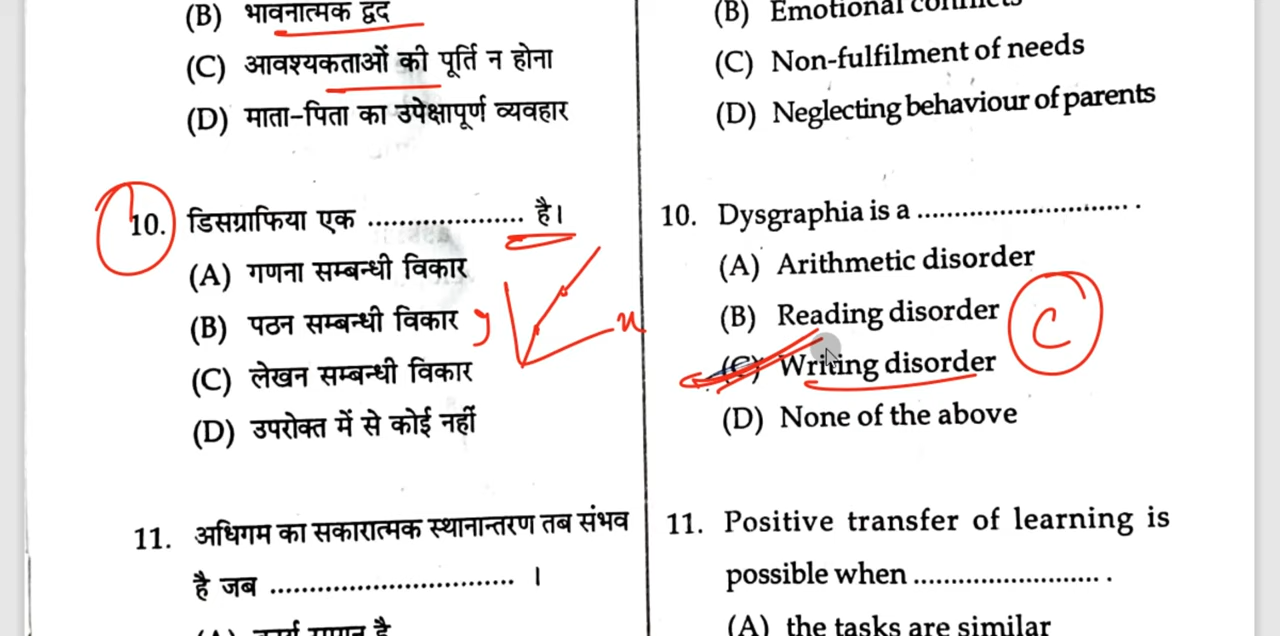 (B) भावनात्मक द्वंद
(C) आवश्यकताओं की पूर्ति न होना
(D) माता-पिता का उपेक्षापूर्ण व्यवहार
10. डिसग्राफिया एक ..................... है।
(A) गणना सम्बन्धी विकार
(B) पठन सम्बन्धी विकार
(C) लेखन सम्बन्धी विकार
(D) उपरोक्त में से कोई नहीं
11. अधिगम का सकारात्मक स्थानान्तरण तब संभव
है जब ................................. ।
(B) Emotional conflicts
(C) Non-fulfilment of needs
(D) Neglecting behaviour of parents
10. Dysgraphia is a ............................ .
(A) Arithmetic disorder
(B) Reading disorder
(C) Writing disorder
(D) None of the above
C
11. Positive transfer of learning is
possible when ......................... .
(A) the tasks are similar